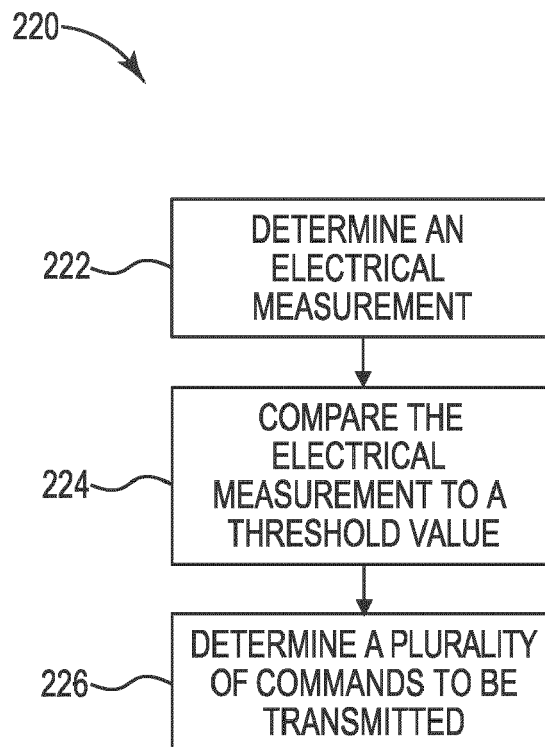 220
222
DETERMINE AN
ELECTRICAL
MEASUREMENT
224
COMPARE THE
ELECTRICAL
MEASUREMENT TO A
THRESHOLD VALUE
226
DETERMINE A PLURALITY
OF COMMANDS TO BE
TRANSMITTED